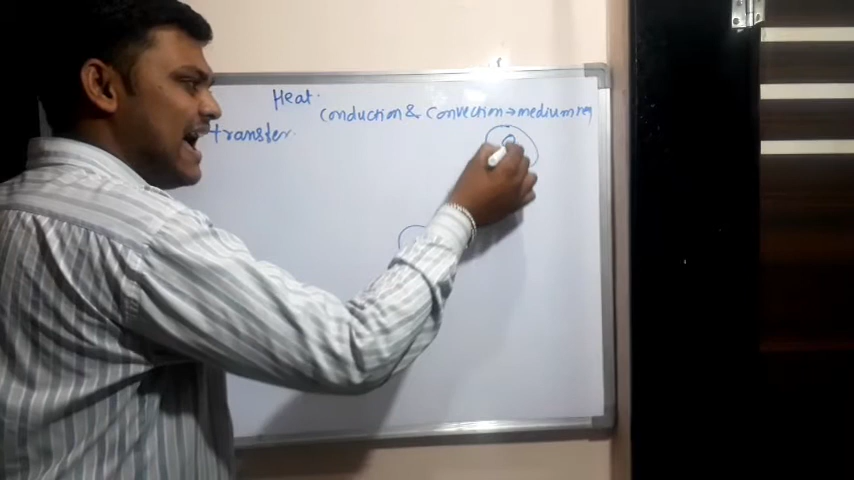 Heat.
Conduction & Convection → medium req
transfer.